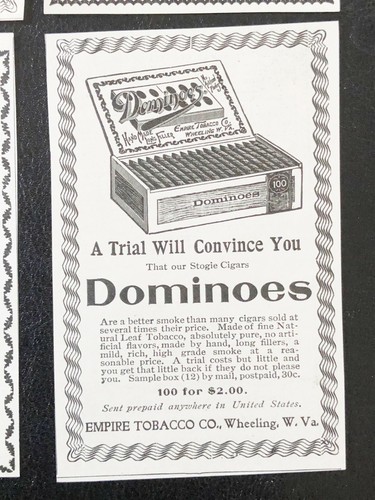 Dominoes
HAND MADE
LONG FILLER
EMPIRE TOBACCO CO.
WHEELING W. VA.
100
Dominoes
A Trial Will Convince You
That our Stogie Cigars
Dominoes
Are a better smoke than many cigars sold at
several times their price. Made of fine Nat-
ural Leaf Tobacco, absolutely pure, no arti-
ficial flavors, made by hand, long fillers, a
mild, rich, high grade smoke at a rea-
sonable price. A trial costs but little and
you get that little back if they do not please
you. Sample box (12) by mail, postpaid, 30c.
100 for $2.00.
Sent prepaid anywhere in United States.
EMPIRE TOBACCO CO., Wheeling, W. Va.